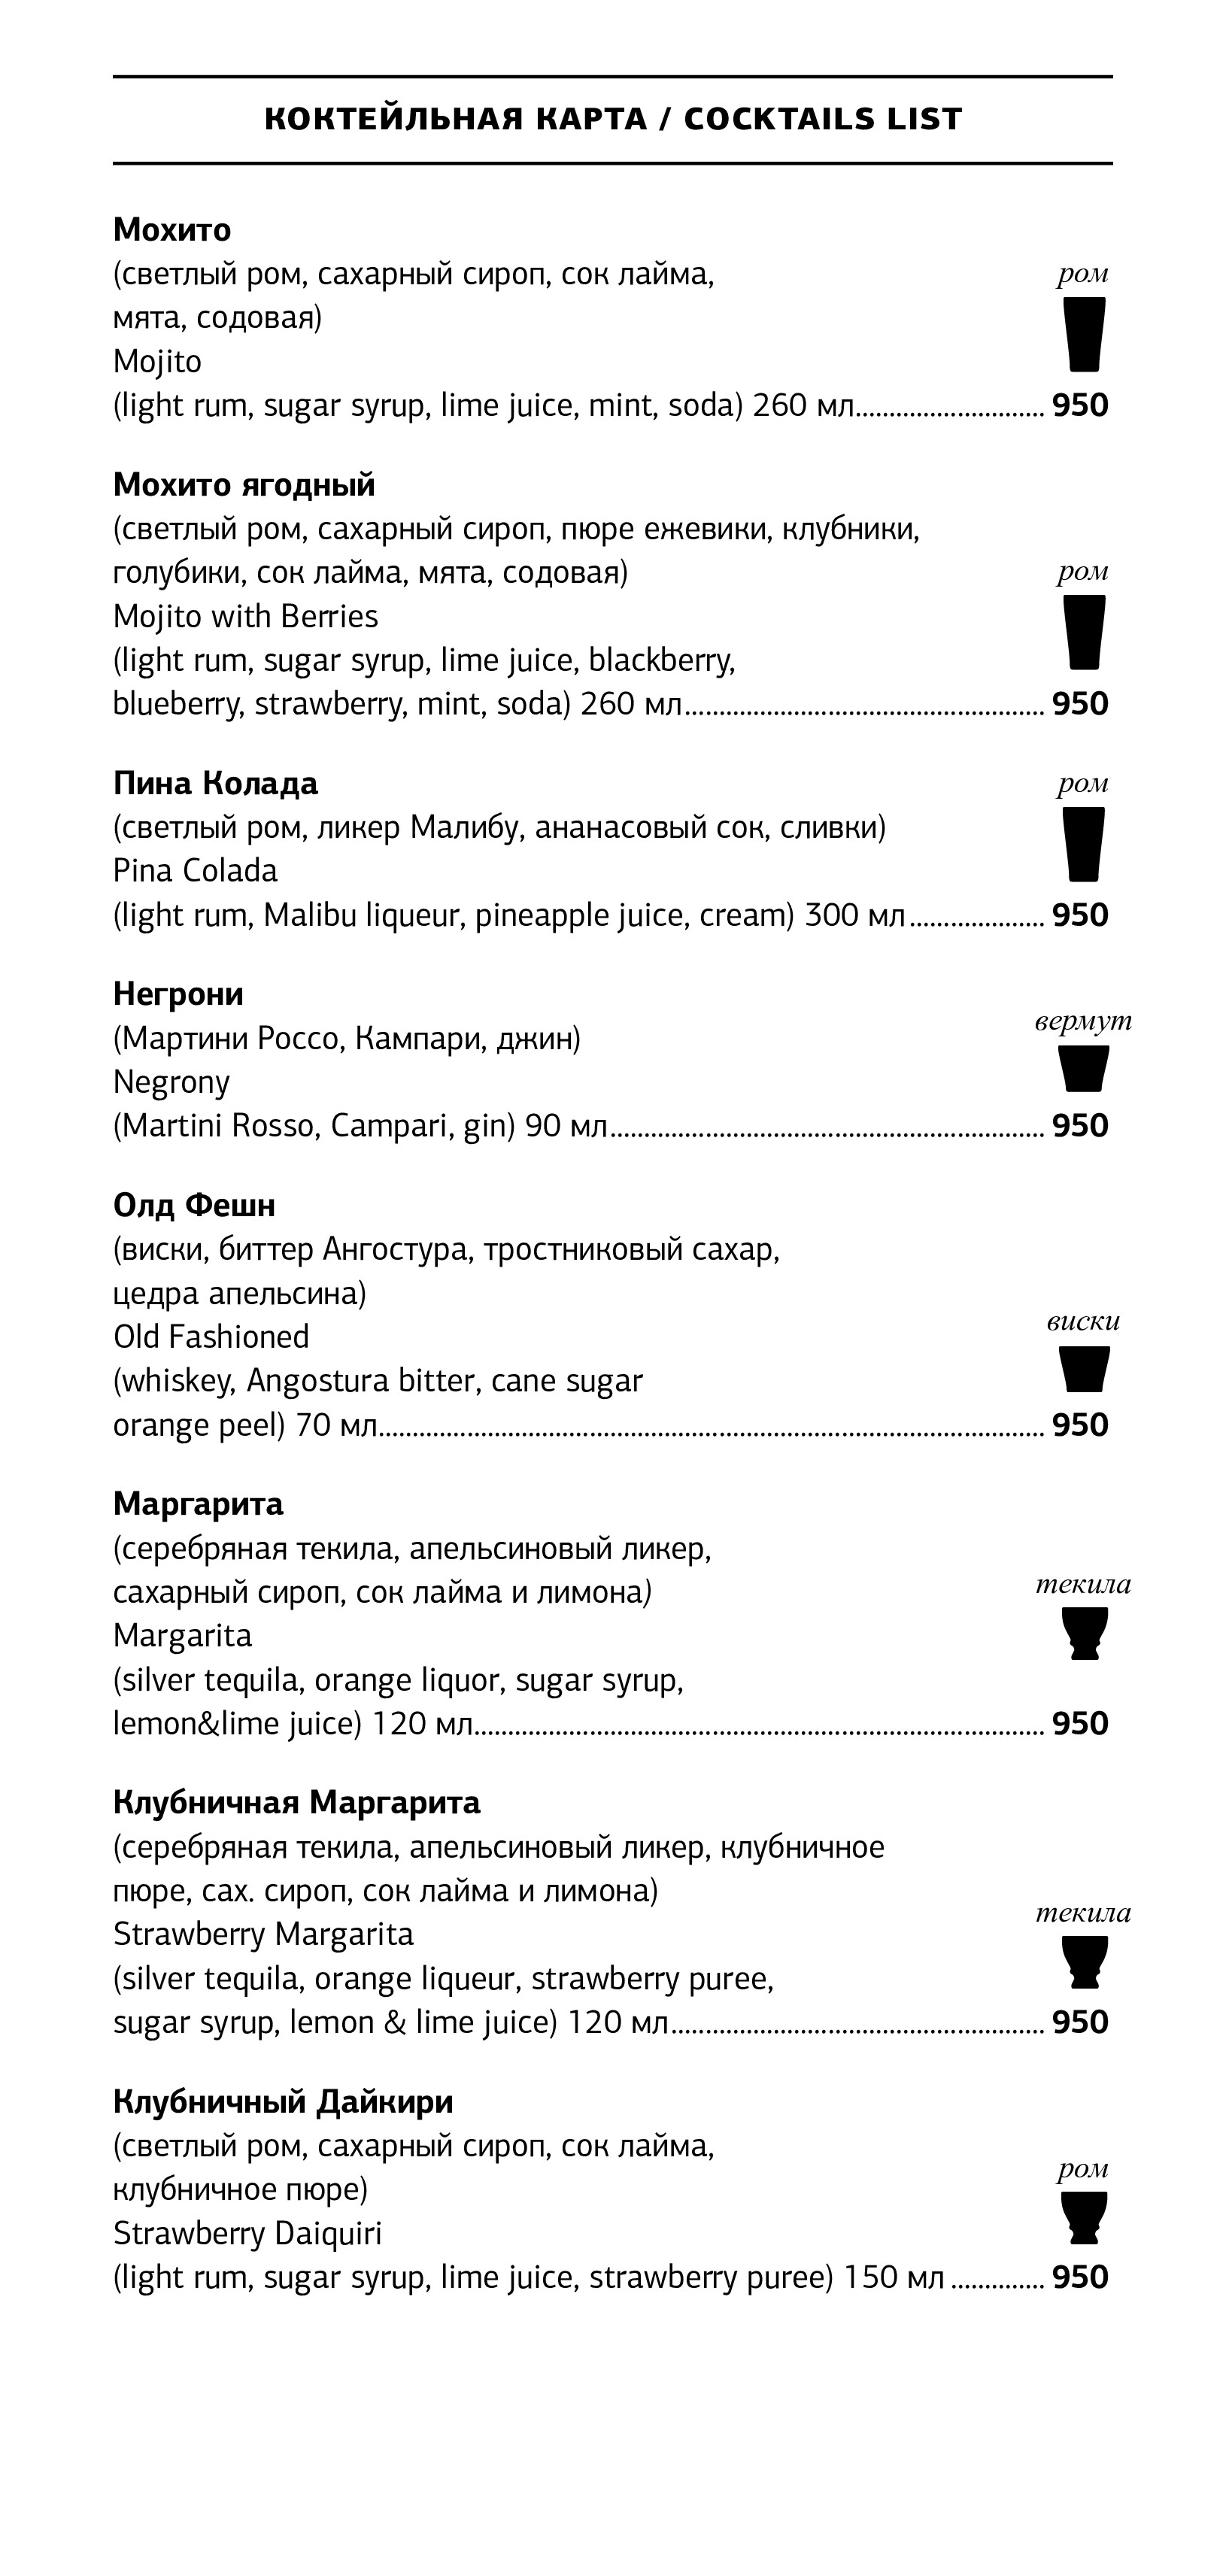 КОКТЕЙЛЬНАЯ КАРТА / COCKTAILS LIST
Мохито
(светлый ром, сахарный сироп, сок лайма,
ром
мята, содовая)
Mojito
(light rum, sugar syrup, lime juice, mint, soda) 260 мл............................ 950
Мохито ягодный
(светлый ром, сахарный сироп, пюре ежевики, клубники,
голубики, сок лайма, мята, содовая)
ром
Mojito with Berries
(light rum, sugar syrup, lime juice, blackberry,
blueberry, strawberry, mint, soda) 260 мл..................................................... 950
Пина Колада
ром
(светлый ром, ликер Малибу, ананасовый сок, сливки)
Pina Colada
(light rum, Malibu liqueur, pineapple juice, cream) 300 мл.................... 950
Негрони
вермут
(Мартини Россо, Кампари, джин)
Negrony
(Martini Rosso, Campari, gin) 90 мл................................................................ 950
Олд Фешн
(виски, биттер Ангостура, тростниковый сахар,
цедра апельсина)
виски
Old Fashioned
(whiskey, Angostura bitter, cane sugar
orange peel) 70 мл.................................................................................................. 950
Маргарита
(серебряная текила, апельсиновый ликер,
сахарный сироп, сок лайма и лимона)
текила
Margarita
(silver tequila, orange liquor, sugar syrup,
lemon&lime juice) 120 мл.................................................................................... 950
Клубничная Маргарита
(серебряная текила, апельсиновый ликер, клубничное
пюре, сах. сироп, сок лайма и лимона)
текила
Strawberry Margarita
(silver tequila, orange liqueur, strawberry puree,
sugar syrup, lemon & lime juice) 120 мл....................................................... 950
Клубничный Дайкири
(светлый ром, сахарный сироп, сок лайма,
ром
клубничное пюре)
Strawberry Daiquiri
(light rum, sugar syrup, lime juice, strawberry puree) 150 мл .............. 950